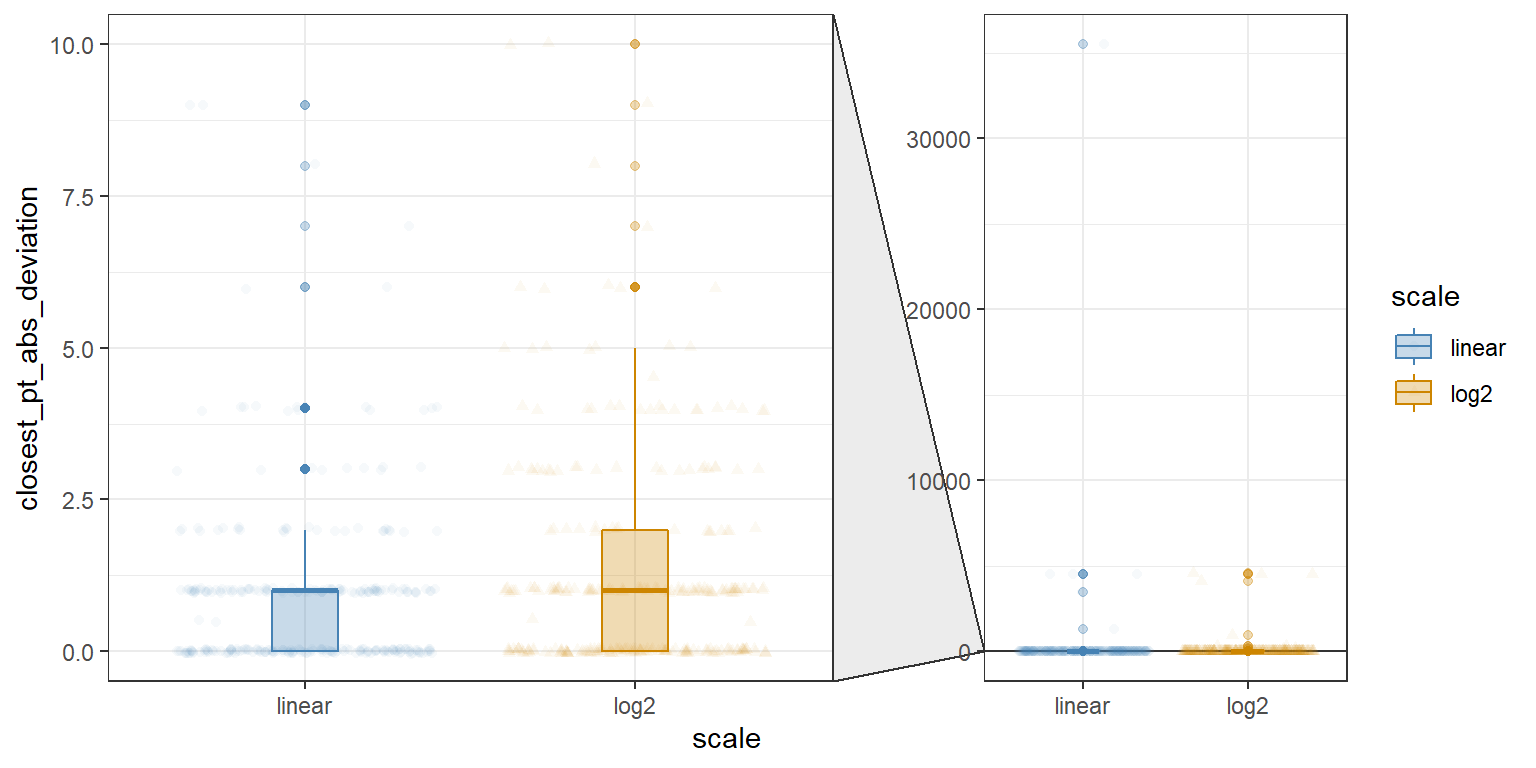 closest_pt_abs_deviation
10.0
7.5
5.0
2.5
0.0
linear
log2
scale
30000
20000
10000
0
linear
log2
scale
linear
log2